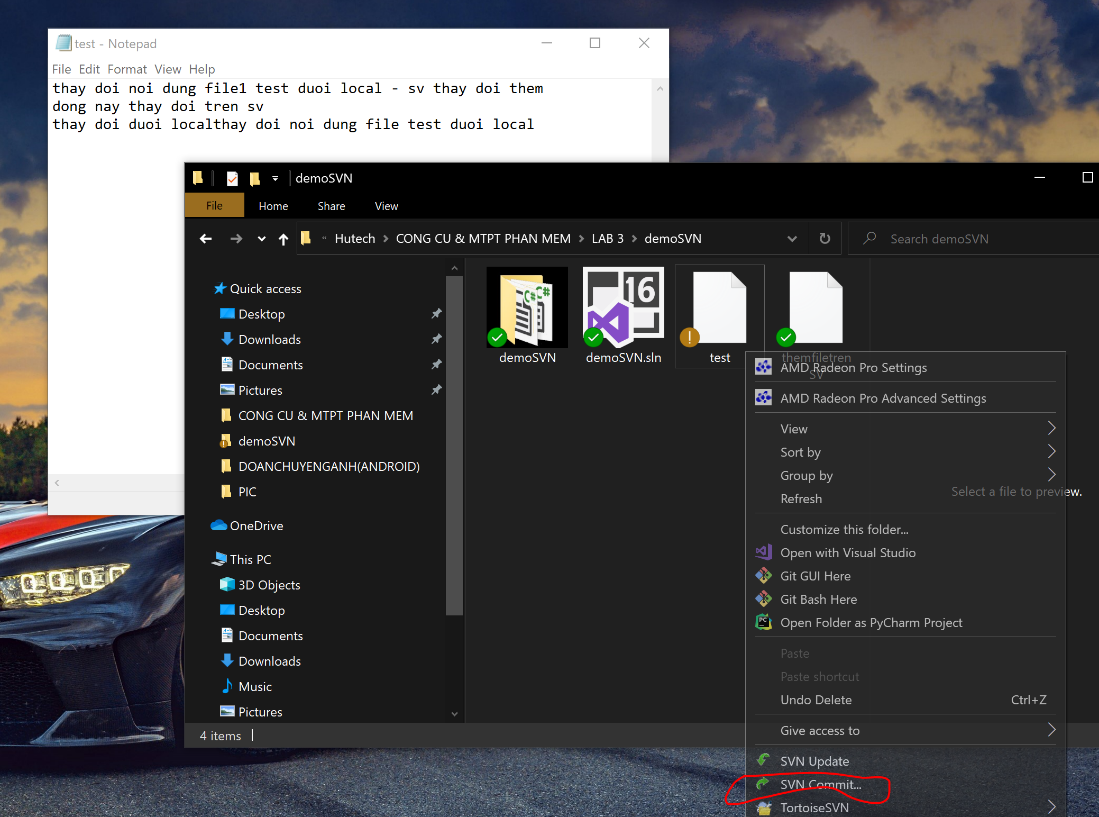 test - Notepad
File Edit Format View Help
thay doi noi dung file1 test duoi local - sv thay doi them
dong nay thay doi tren sv
thay doi duoi localthay doi noi dung file test duoi local
demoSVN
File Home Share View
« Hutech > CONG CU & MTPT PHAN MEM > LAB 3 > demoSVN
Search demoSVN
Quick access
Desktop
Downloads
Documents
Pictures
CONG CU & MTPT PHAN MEM
demoSVN
DOANCHUYENGANH(ANDROID)
PIC
OneDrive
This PC
3D Objects
Desktop
Documents
Downloads
Music
Pictures
4 items
C# C#
demoSVN
16
demoSVN.sln
test
themfiletren
sv
Select a file to preview.
AMD Radeon Pro Settings
AMD Radeon Pro Advanced Settings
View
Sort by
Group by
Refresh
Customize this folder...
Open with Visual Studio
Git GUI Here
Git Bash Here
PC
Open Folder as PyCharm Project
Paste
Paste shortcut
Undo Delete Ctrl+Z
Give access to
SVN Update
SVN Commit...
TortoiseSVN